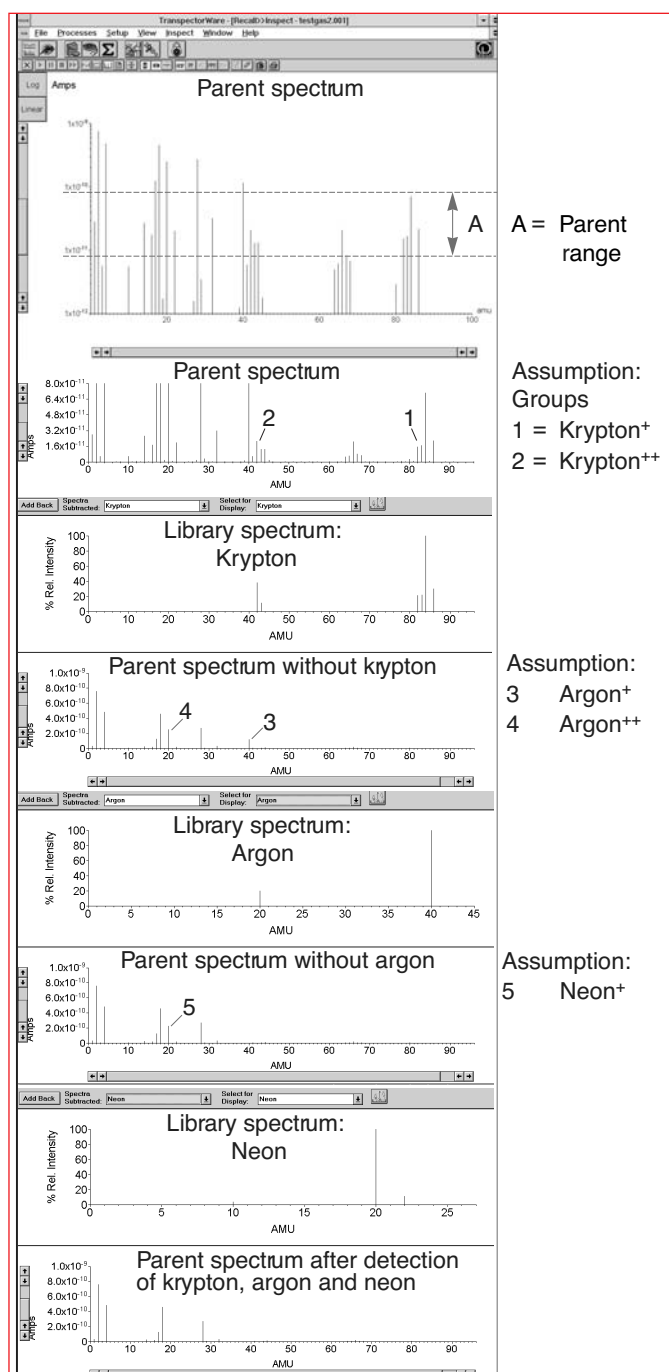 TranspectorWare - [Recall>>Inspect - testgas2.001]
File Processes Setup View Inspect Window Help
Log
Linear
Amps
Parent spectrum
1x10⁻¹⁰
1x10⁻¹¹
20 40 60 80 100
amu
A
A = Parent
range
Parent spectrum
8.0x10⁻¹¹
6.4x10⁻¹¹
4.8x10⁻¹¹
3.2x10⁻¹¹
1.6x10⁻¹¹
Amps
2
1
0 10 20 30 40 50 60 70 80 90
AMU
Assumption:
Groups
1 = Krypton⁺
2 = Krypton⁺⁺
Add Back Spectra Subtracted: Krypton Select for Display: Krypton
Library spectrum:
Krypton
% Rel. Intensity
100
80
60
40
20
0
0 10 20 30 40 50 60 70 80 90
AMU
Parent spectrum without krypton
1.0x10⁻⁹
8.0x10⁻¹⁰
6.0x10⁻¹⁰
4.0x10⁻¹⁰
2.0x10⁻¹⁰
Amps
4
3
0 10 20 30 40 50 60 70 80 90
AMU
Assumption:
3 Argon⁺
4 Argon⁺⁺
Add Back Spectra Subtracted: Argon Select for Display: Argon
Library spectrum:
Argon
% Rel. Intensity
100
80
60
40
20
0
0 5 10 15 20 25 30 35 40 45
AMU
Parent spectrum without argon
1.0x10⁻⁹
8.0x10⁻¹⁰
6.0x10⁻¹⁰
4.0x10⁻¹⁰
2.0x10⁻¹⁰
Amps
5
0 10 20 30 40 50 60 70 80 90
AMU
Assumption:
5 Neon⁺
Add Back Spectra Subtracted: Neon Select for Display: Neon
Library spectrum:
Neon
% Rel. Intensity
100
80
60
40
20
0
0 5 10 15 20 25
AMU
Parent spectrum after detection
of krypton, argon and neon
1.0x10⁻⁹
8.0x10⁻¹⁰
6.0x10⁻¹⁰
4.0x10⁻¹⁰
2.0x10⁻¹⁰
Amps
0 10 20 30 40 50 60 70 80 90
AMU